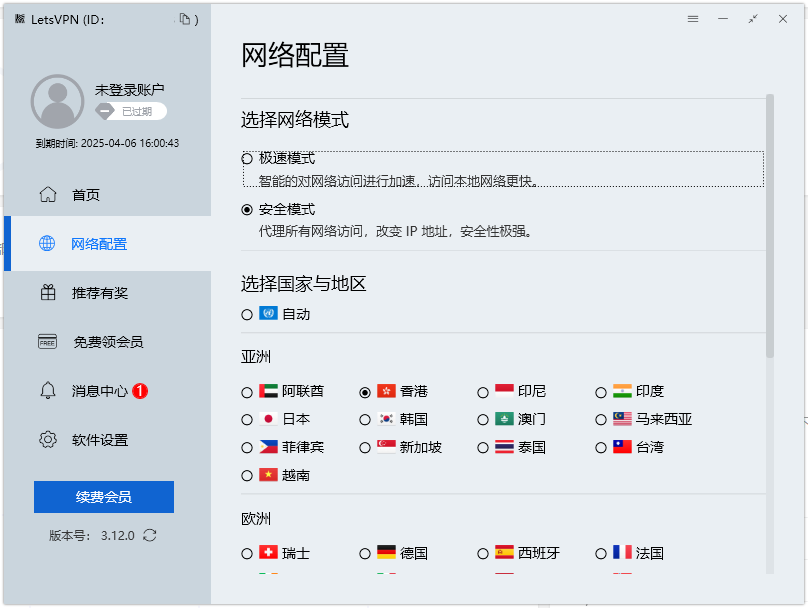 LetsVPN (ID: )
未登录账户
已过期
到期时间: 2025-04-06 16:00:43
首页
网络配置
推荐有奖
FREE
免费领会员
消息中心 1
软件设置
续费会员
版本号: 3.12.0
网络配置
选择网络模式
极速模式
智能的对网络访问进行加速，访问本地网络更快。
安全模式
代理所有网络访问，改变 IP 地址，安全性极强。
选择国家与地区
自动
亚洲
阿联酋 香港 印尼 印度
日本 韩国 澳门 马来西亚
菲律宾 新加坡 泰国 台湾
越南
欧洲
瑞士 德国 西班牙 法国